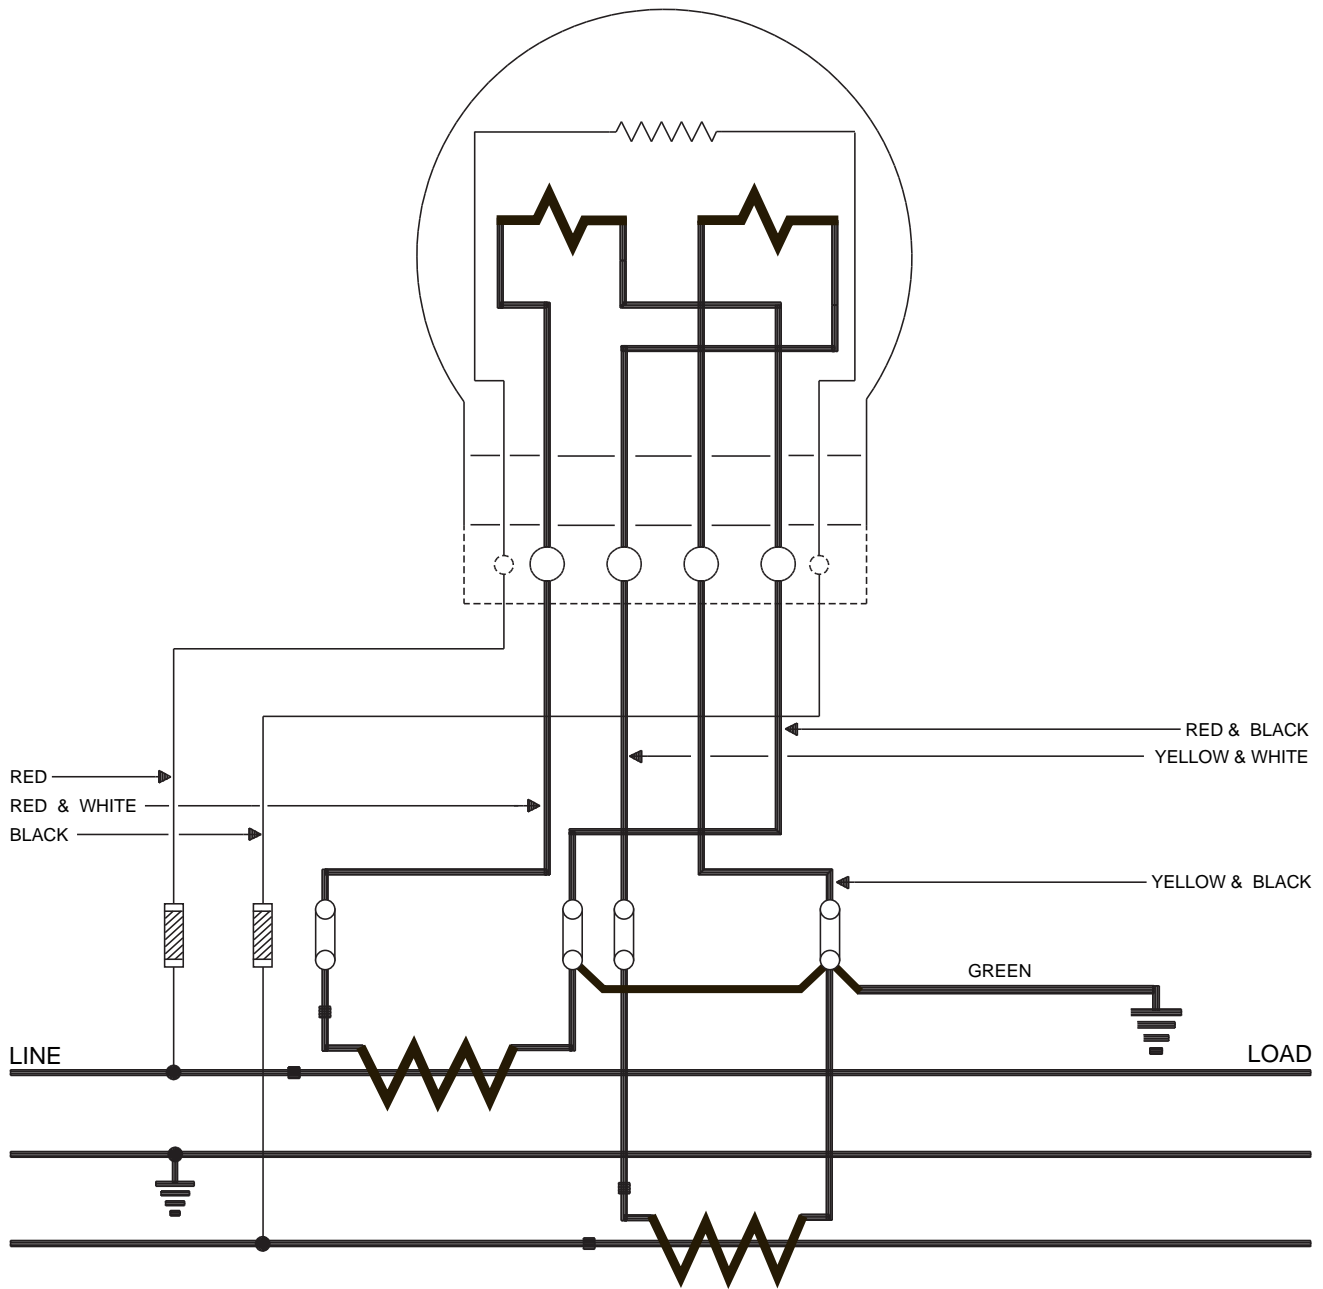 RED & BLACK
YELLOW & WHITE
RED
RED & WHITE
BLACK
YELLOW & BLACK
GREEN
LINE
LOAD